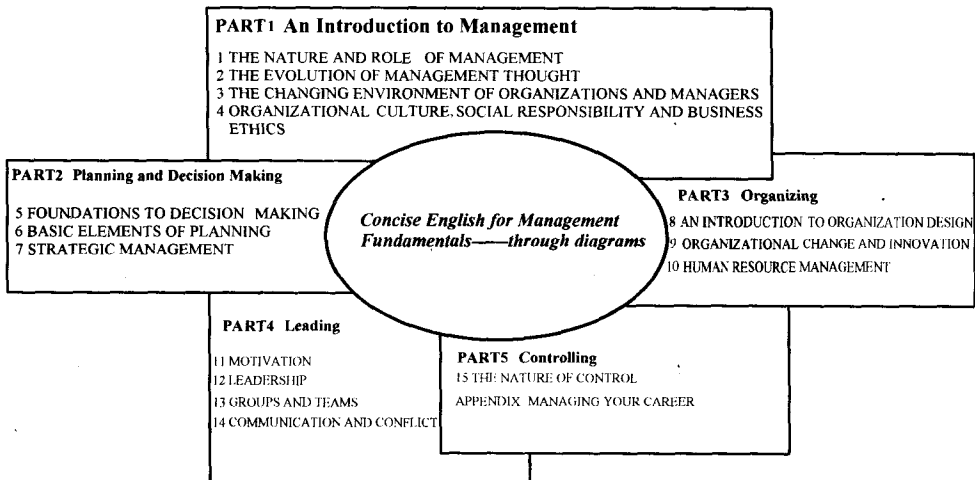 PART1 An Introduction to Management
1 THE NATURE AND ROLE OF MANAGEMENT
2 THE EVOLUTION OF MANAGEMENT THOUGHT
3 THE CHANGING ENVIRONMENT OF ORGANIZATIONS AND MANAGERS
4 ORGANIZATIONAL CULTURE, SOCIAL RESPONSIBILITY AND BUSINESS
ETHICS
PART2 Planning and Decision Making
5 FOUNDATIONS TO DECISION MAKING
6 BASIC ELEMENTS OF PLANNING
7 STRATEGIC MANAGEMENT
Concise English for Management
Fundamentals——through diagrams
PART3 Organizing
8 AN INTRODUCTION TO ORGANIZATION DESIGN
9 ORGANIZATIONAL CHANGE AND INNOVATION
10 HUMAN RESOURCE MANAGEMENT
PART4 Leading
11 MOTIVATION
12 LEADERSHIP
13 GROUPS AND TEAMS
14 COMMUNICATION AND CONFLICT
PART5 Controlling
15 THE NATURE OF CONTROL
APPENDIX MANAGING YOUR CAREER